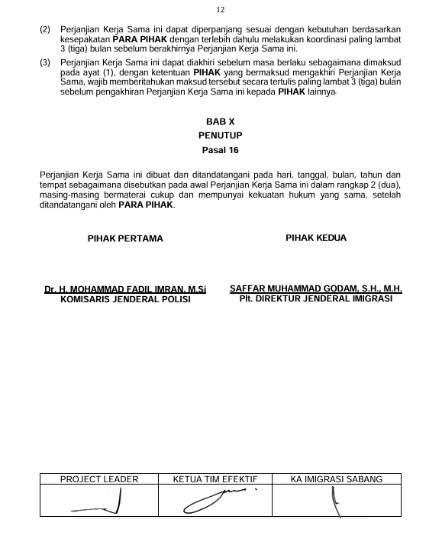 12
(2) Perjanjian Kerja Sama ini dapat diperpanjang sesuai dengan kebutuhan berdasarkan
kesepakatan PARA PIHAK dengan terlebih dahulu melakukan koordinasi paling lambat
3 (tiga) bulan sebelum berakhirnya Perjanjian Kerja Sama ini.
(3) Perjanjian Kerja Sama ini dapat diakhiri sebelum masa berlaku sebagaimana dimaksud
pada ayat (1), dengan ketentuan PIHAK yang bermaksud mengakhiri Perjanjian Kerja
Sama, wajib memberitahukan maksud tersebut secara tertulis paling lambat 3 (tiga) bulan
sebelum pengakhiran Perjanjian Kerja Sama ini kepada PIHAK lainnya.
BAB X
PENUTUP
Pasal 16
Perjanjian Kerja Sama ini dibuat dan ditandatangani pada hari, tanggal, bulan, tahun dan
tempat sebagaimana disebutkan pada awal Perjanjian Kerja Sama ini dalam rangkap 2 (dua),
masing-masing bermaterai cukup dan mempunyai kekuatan hukum yang sama, setelah
ditandatangani oleh PARA PIHAK.
PIHAK PERTAMA PIHAK KEDUA
Dr. H. MOHAMMAD FADIL IMRAN, M.Si SAFFAR MUHAMMAD GODAM, S.H., M.H.
KOMISARIS JENDERAL POLISI Plt. DIREKTUR JENDERAL IMIGRASI
PROJECT LEADER KETUA TIM EFEKTIF KA IMIGRASI SABANG